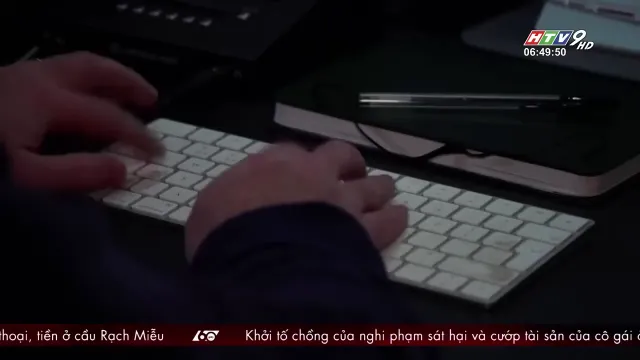 HTV9 HD
06:49:50
thoại, tiền ở cầu Rạch Miễu 60 Khởi tố chồng của nghi phạm sát hại và cướp tài sản của cô gái